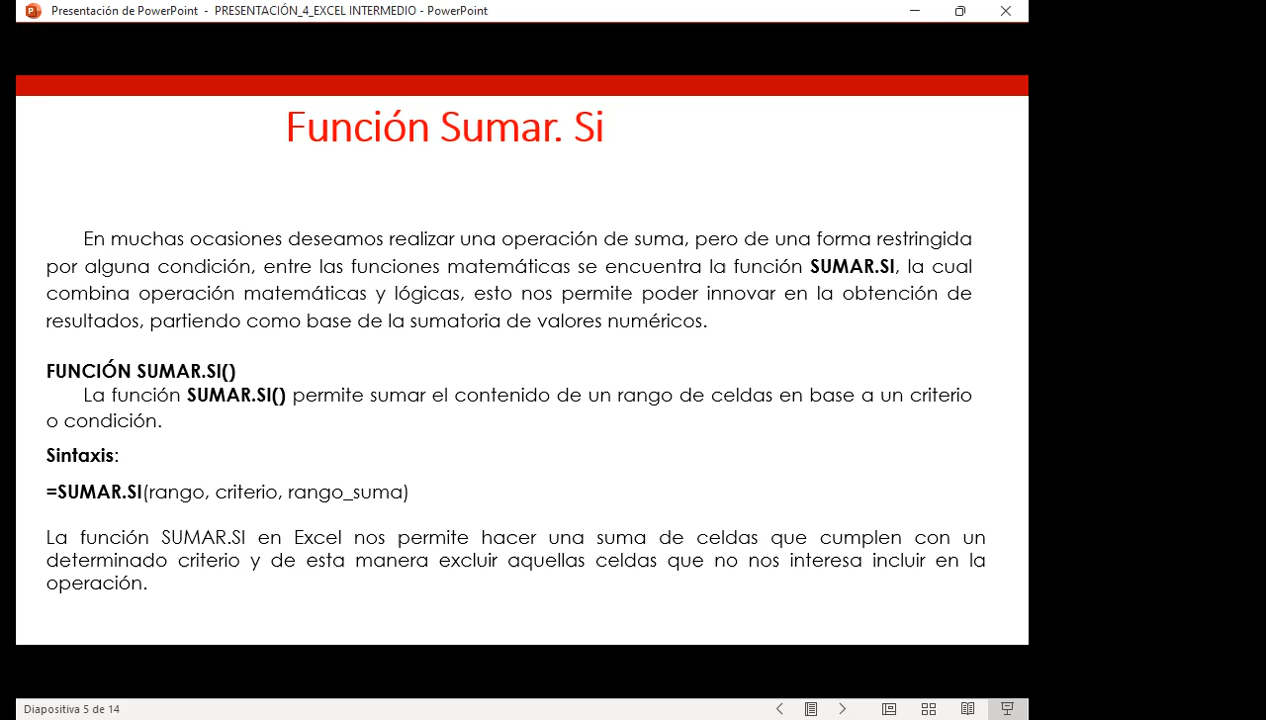 Presentación de PowerPoint - PRESENTACIÓN_4_EXCEL INTERMEDIO - PowerPoint
Función Sumar. Si
En muchas ocasiones deseamos realizar una operación de suma, pero de una forma restringida
por alguna condición, entre las funciones matemáticas se encuentra la función SUMAR.SI, la cual
combina operación matemáticas y lógicas, esto nos permite poder innovar en la obtención de
resultados, partiendo como base de la sumatoria de valores numéricos.
FUNCIÓN SUMAR.SI()
La función SUMAR.SI() permite sumar el contenido de un rango de celdas en base a un criterio
o condición.
Sintaxis:
=SUMAR.SI(rango, criterio, rango_suma)
La función SUMAR.SI en Excel nos permite hacer una suma de celdas que cumplen con un
determinado criterio y de esta manera excluir aquellas celdas que no nos interesa incluir en la
operación.
Diapositiva 5 de 14